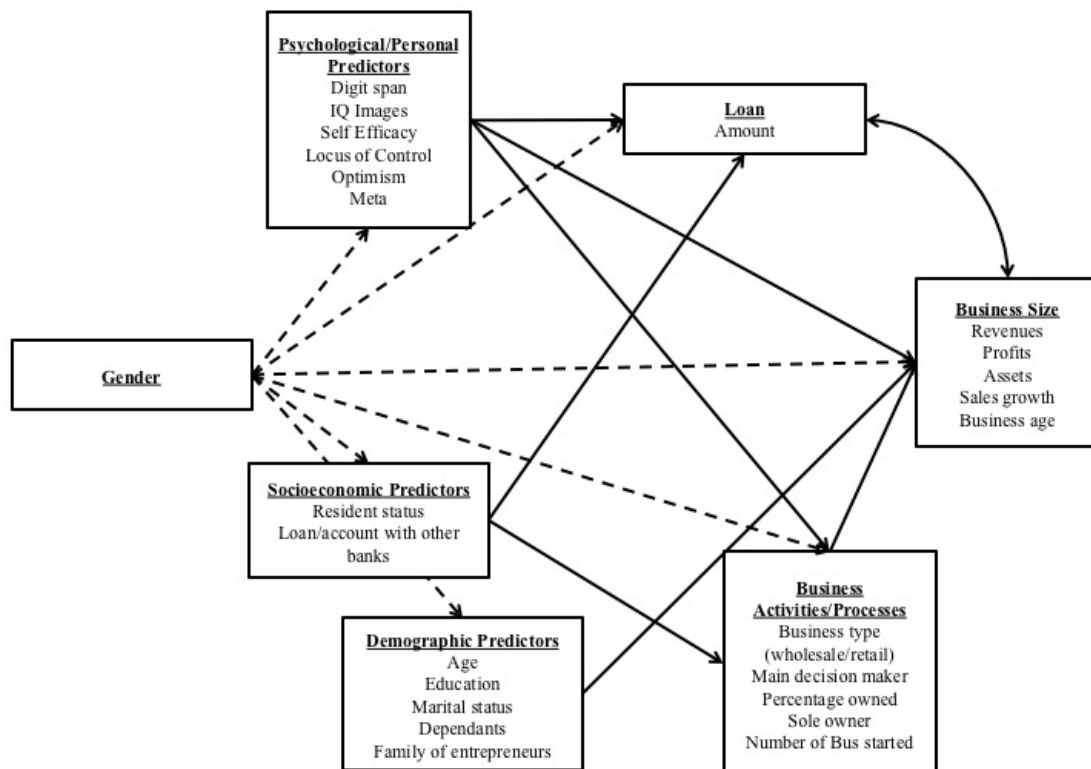 Psychological/Personal
Predictors
Digit span
IQ Images
Self Efficacy
Locus of Control
Optimism
Meta
Loan
Amount
Business Size
Revenues
Profits
Assets
Sales growth
Business age
Gender
Socioeconomic Predictors
Resident status
Loan/account with other
banks
Demographic Predictors
Age
Education
Marital status
Dependants
Family of entrepreneurs
Business
Activities/Processes
Business type
(wholesale/retail)
Main decision maker
Percentage owned
Sole owner
Number of Bus started